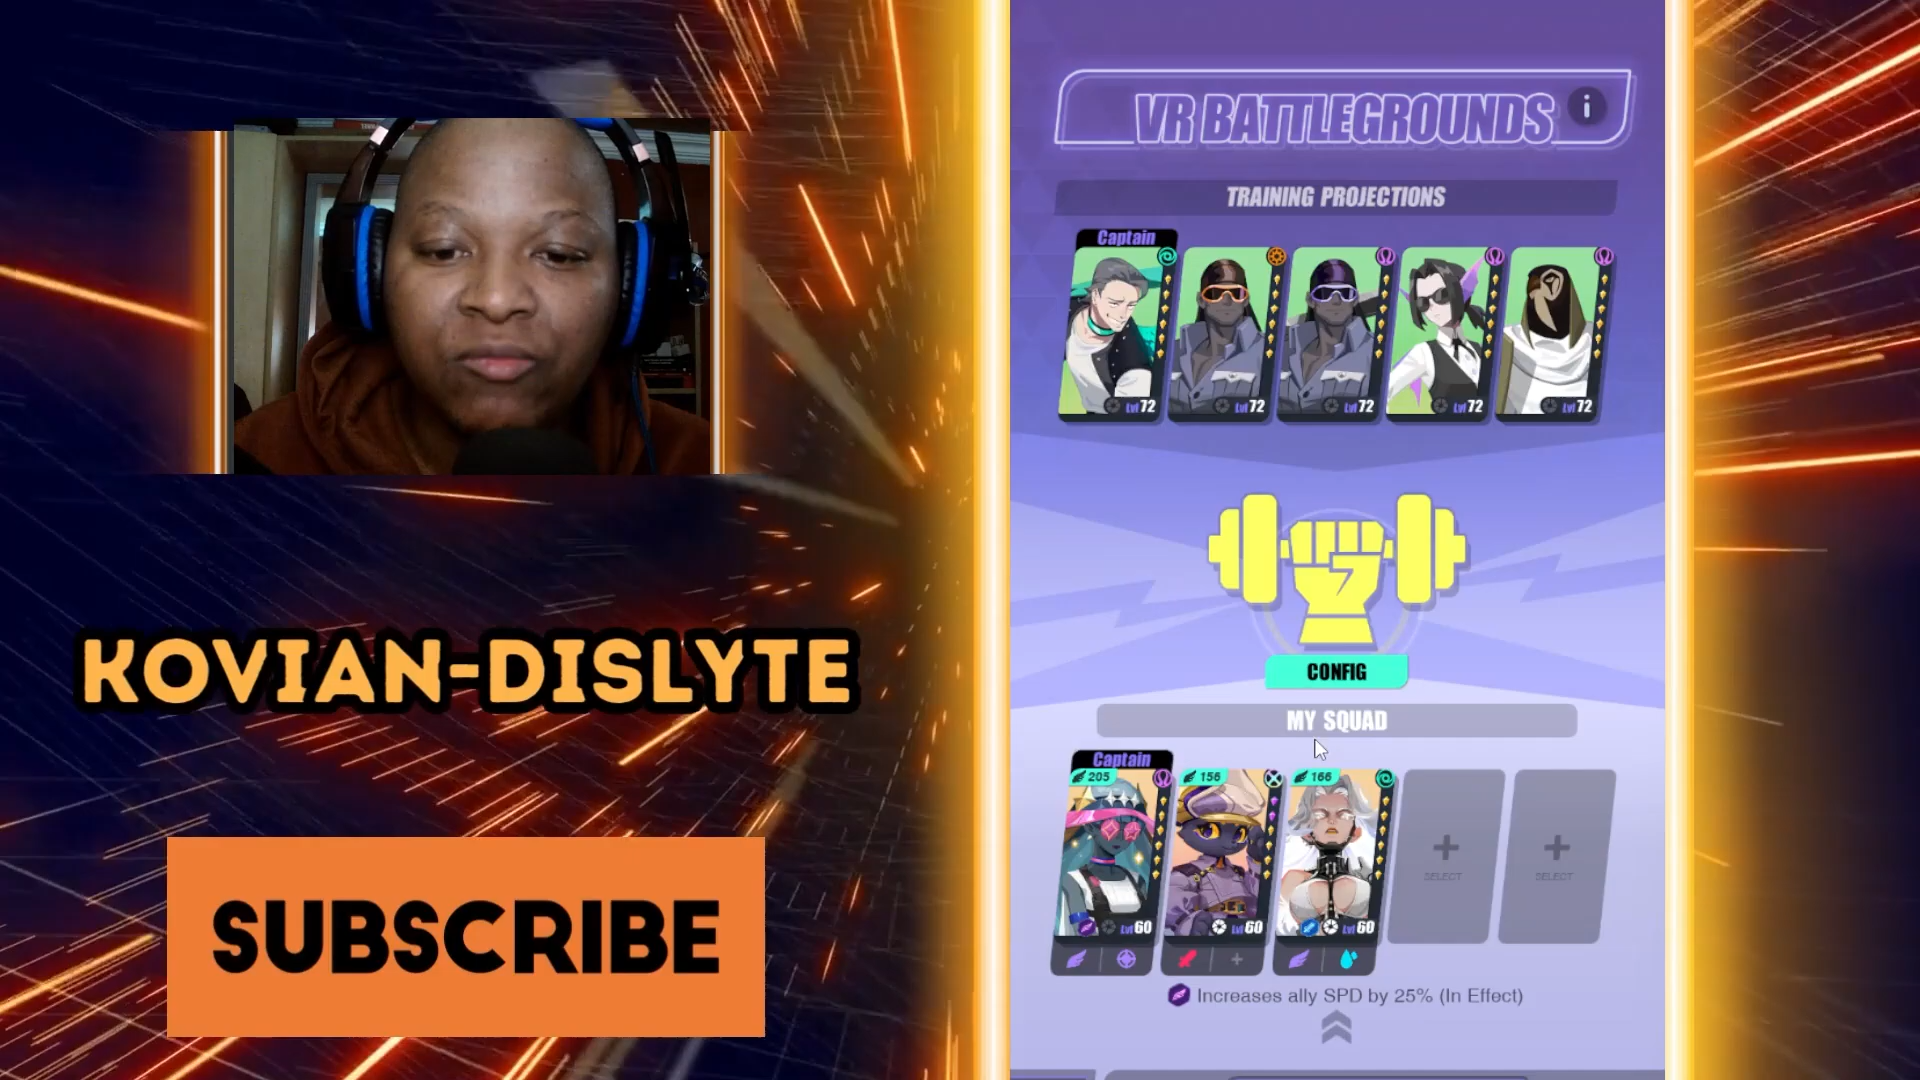 VR BATTLEGROUNDS i
TRAINING PROJECTIONS
Captain
Lvl 72
Lvl 72
Lvl 72
Lvl 72
Lvl 72
CONFIG
MY SQUAD
Captain
205
156
166
SELECT
SELECT
Lvl 60
Lvl 60
Lvl 60
Increases ally SPD by 25% (In Effect)
KOVIAN-DISLYTE
SUBSCRIBE